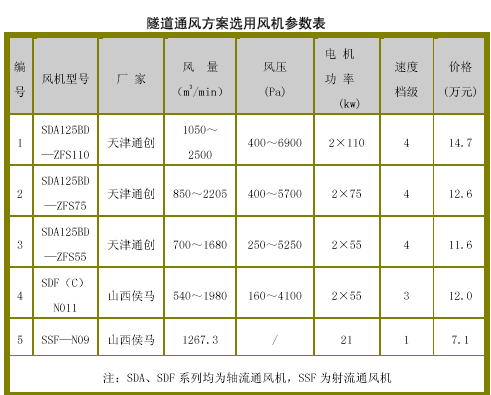 隧道通风方案选用风机参数表
编号 风机型号 厂 家 风 量（m³/min） 风压(Pa) 电 机功 率(kw) 速度档级 价格(万元)
1 SDA125BD—ZFS110 天津通创 1050～2500 400～6900 2×110 4 14.7
2 SDA125BD—ZFS75 天津通创 850～2205 400～5700 2×75 4 12.6
3 SDA125BD—ZFS55 天津通创 700～1680 250～5250 2×55 4 11.6
4 SDF（C）NO11 山西侯马 540～1980 160～4100 2×55 3 12.0
5 SSF—N09 山西侯马 1267.3 / 21 1 7.1
注：SDA、SDF 系列均为轴流通风机，SSF 为射流通风机